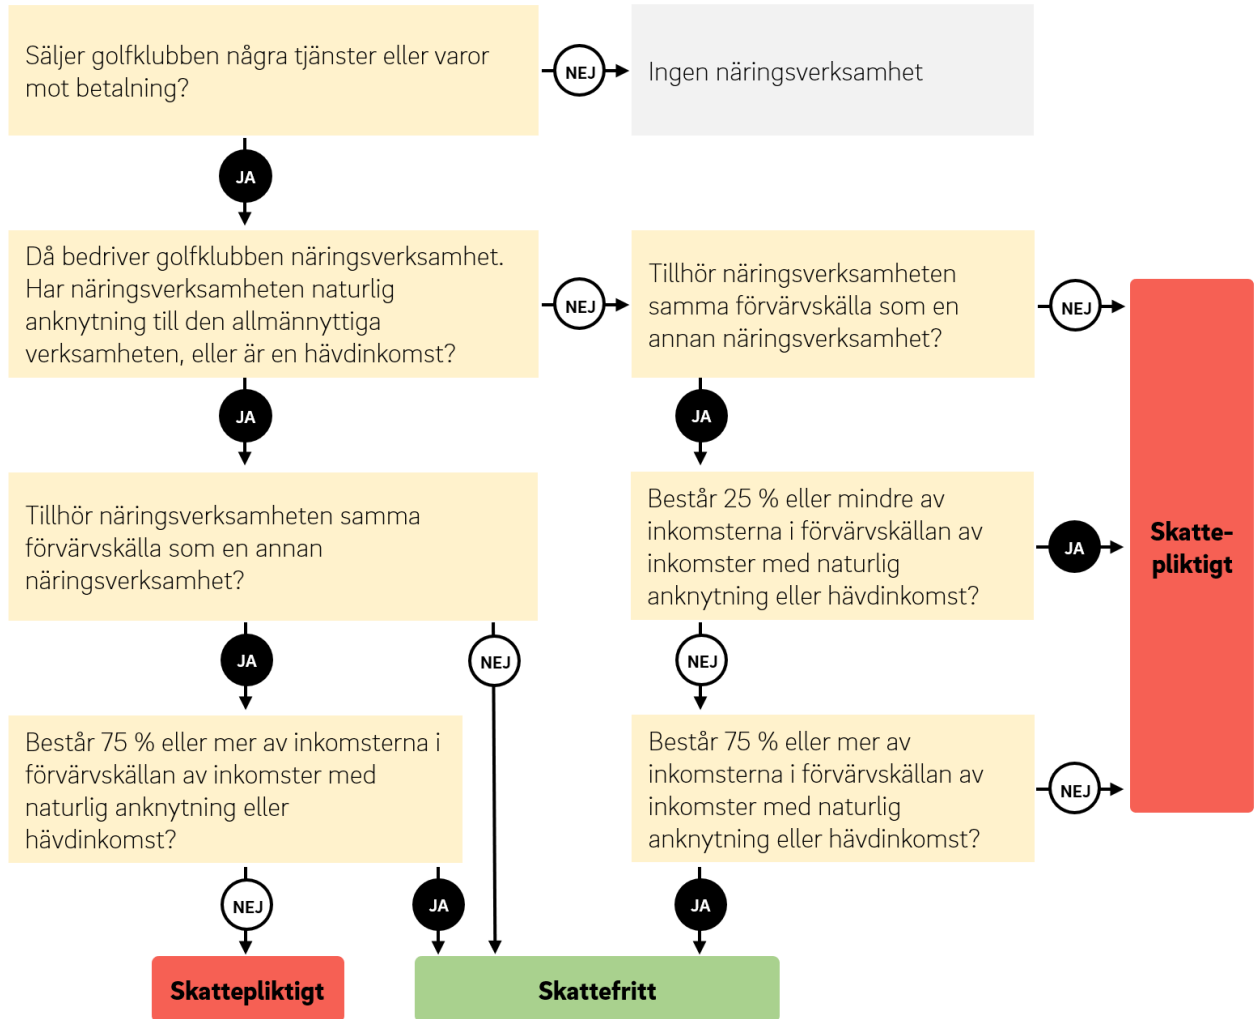 Säljer golfklubben några tjänster eller varor
mot betalning?
NEJ
Ingen näringsverksamhet
JA
Då bedriver golfklubben näringsverksamhet.
Har näringsverksamheten naturlig
anknytning till den allmännyttiga
verksamheten, eller är en hävdinkomst?
NEJ
Tillhör näringsverksamheten
samma förvärvskälla som en
annan näringsverksamhet?
NEJ
JA
JA
Tillhör näringsverksamheten samma
förvärvskälla som en annan
näringsverksamhet?
Består 25 % eller mindre av
inkomsterna i förvärvskällan av
inkomster med naturlig
anknytning eller hävdinkomst?
JA
Skatte-
pliktigt
JA
NEJ
NEJ
Består 75 % eller mer av inkomsterna i
förvärvskällan av inkomster med
naturlig anknytning eller
hävdinkomst?
Består 75 % eller mer av
inkomsterna i förvärvskällan av
inkomster med naturlig
anknytning eller hävdinkomst?
NEJ
NEJ
JA
JA
Skattepliktigt
Skattefritt